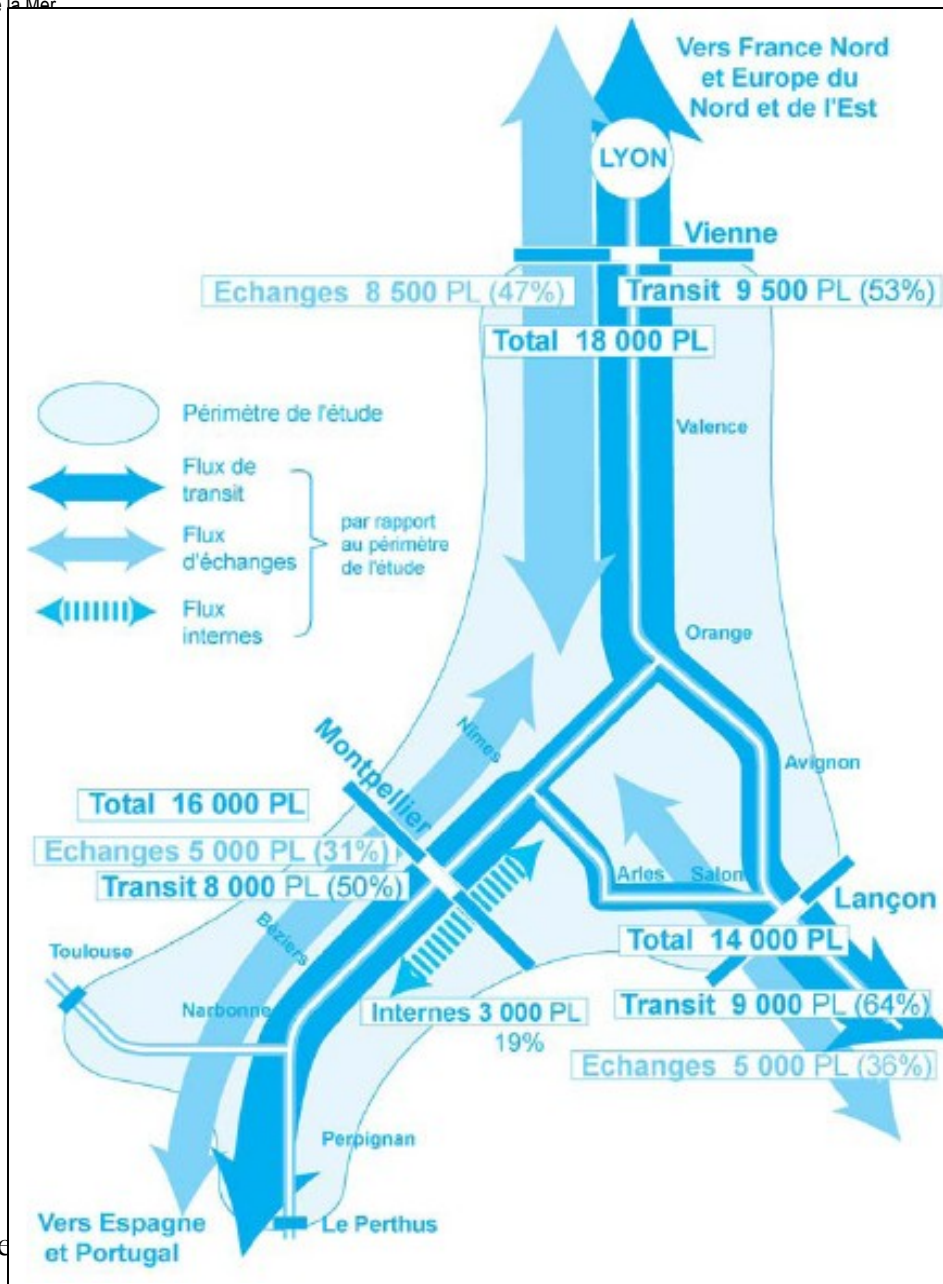 la Mer
Vers France Nord
et Europe du
Nord et de l'Est
LYON
Vienne
Echanges 8 500 PL (47%)
Transit 9 500 PL (53%)
Total 18 000 PL
Valence
Périmètre de l'étude
Flux de
transit
Flux
d'échanges
Flux
internes
par rapport
au périmètre
de l'étude
Orange
Nîmes
Montpellier
Avignon
Total 16 000 PL
Echanges 5 000 PL (31%)
Transit 8 000 PL (50%)
Arles
Salon
Lançon
Béziers
Toulouse
Narbonne
Total 14 000 PL
Internes 3 000 PL
19%
Transit 9 000 PL (64%)
Echanges 5 000 PL (36%)
Perpignan
Vers Espagne
et Portugal
Le Perthus